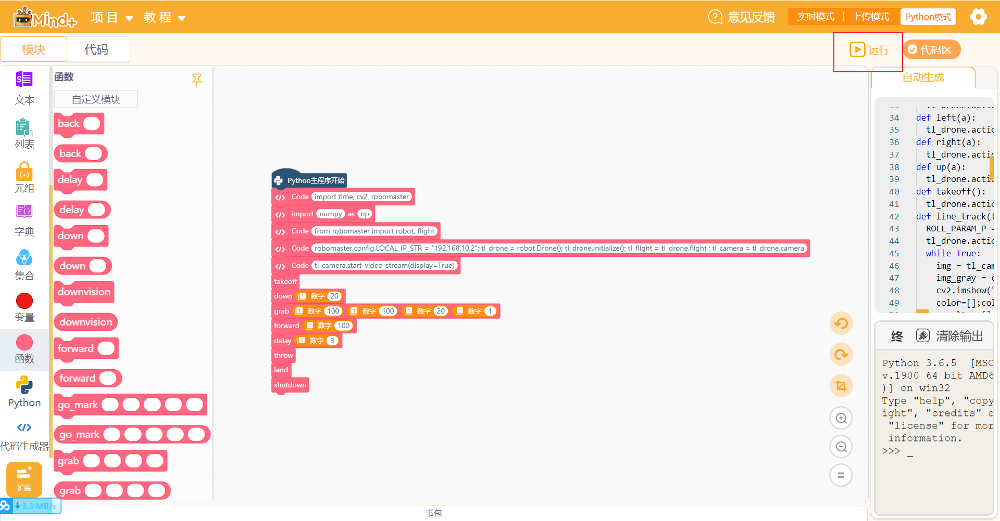 Mind+ 项目 教程 意见反馈 实时模式 上传模式 Python模式
模块 代码 运行 代码区
文本
列表
元组
字典
集合
变量
函数
Python
代码生成器
扩展
3.3 MB/s
函数
自定义模块
back
back
delay
delay
down
down
downvision
downvision
forward
forward
go_mark
go_mark
grab
grab
Python主程序开始
Code import time, cv2, robomaster
import numpy as np
Code from robomaster import robot, flight
Code robomaster.config.LOCAL_IP_STR = "192.168.10.2"; tl_drone = robot.Drone(); tl_drone.initialize(); tl_flight = tl_drone.flight ; tl_camera = tl_drone.camera
Code tl_camera.start_video_stream(display=True)
takeoff
down 数字 20
grab 数字 100 数字 100 数字 20 数字 1
forward 数字 100
delay 数字 3
throw
land
shutdown
书包
自动生成
34 def left(a):
35 tl_drone.actio
36 def right(a):
37 tl_drone.actio
38 def up(a):
39 tl_drone.actio
40 def takeoff():
41 tl_drone.actio
42 def line_track(t
43 ROLL_PARAM_P =
44 tl_drone.actio
45 while True:
46 img = tl_cam
47 img_gray = c
48 cv2.imshow('
49 color=[];col
终 清除输出
Python 3.6.5 [MSC
v.1900 64 bit AMD6
)] on win32
Type "help", "copy
ight", "credits" o
"license" for mor
information.
>>> _